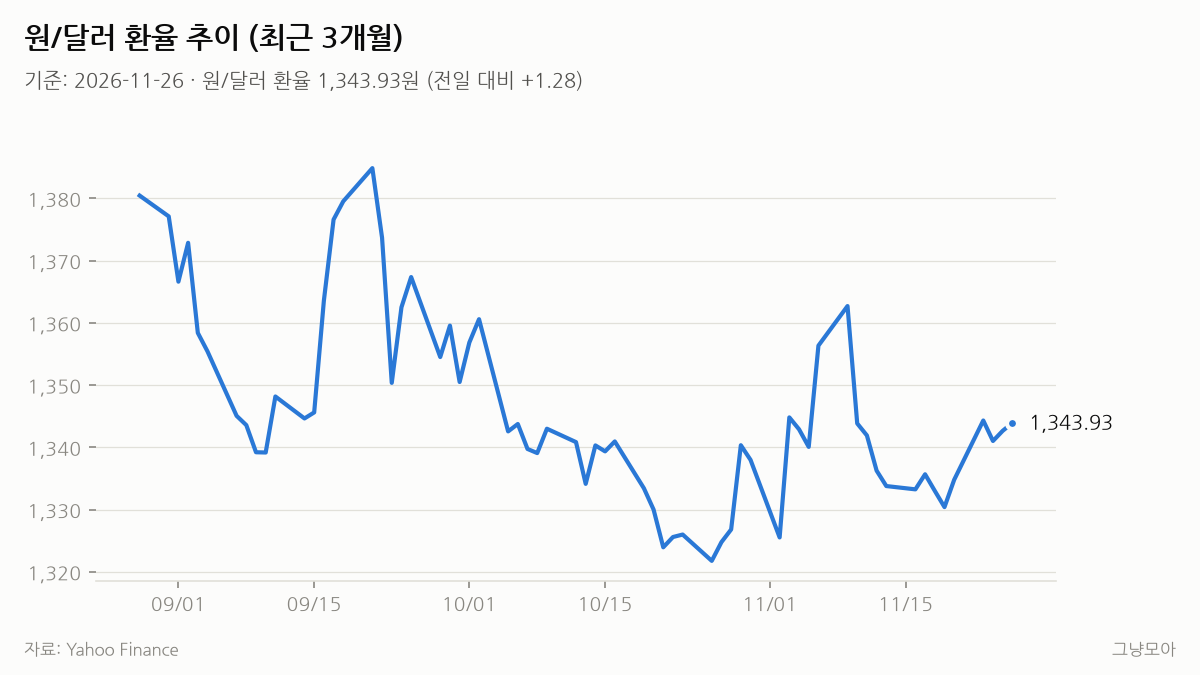 원/달러 환율 추이 (최근 3개월)
기준: 2026-11-26 · 원/달러 환율 1,343.93원 (전일 대비 +1.28)
1,380
1,370
1,360
1,350
1,340
1,330
1,320
1,343.93
09/01 09/15 10/01 10/15 11/01 11/15
자료: Yahoo Finance
그냥모아